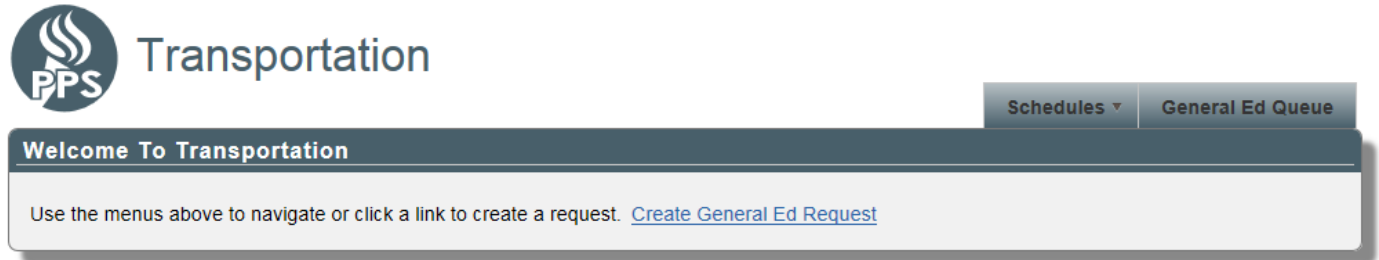 PPS
Transportation
Schedules General Ed Queue
Welcome To Transportation
Use the menus above to navigate or click a link to create a request. Create General Ed Request